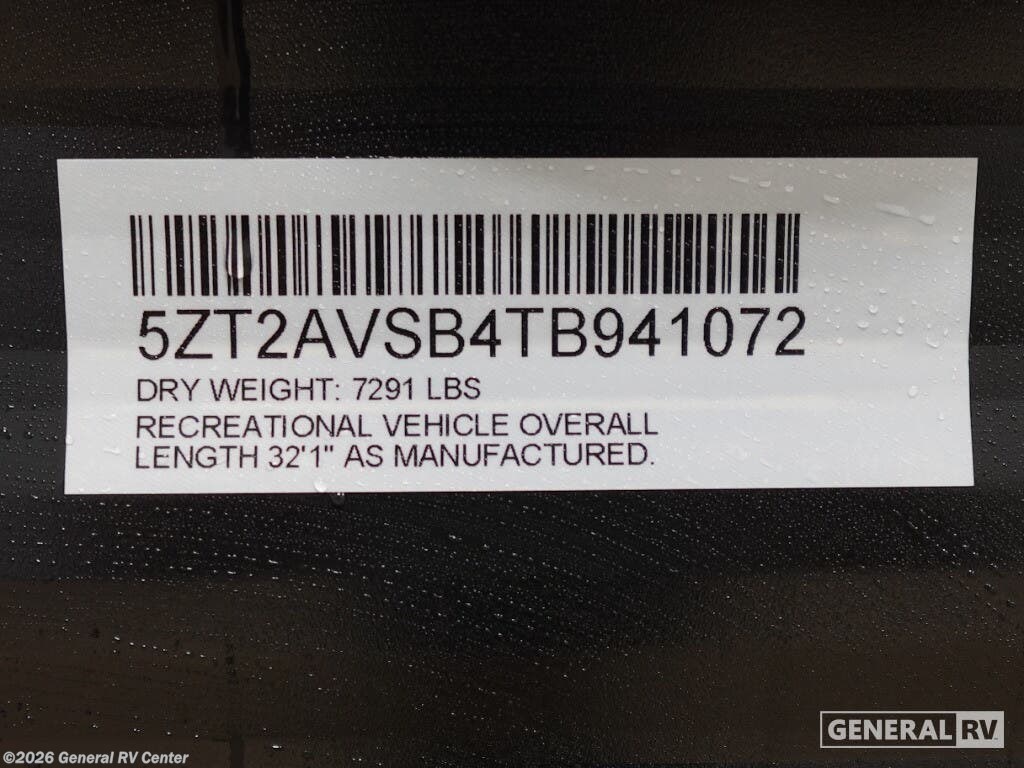 5ZT2AVSB4TB941072
DRY WEIGHT: 7291 LBS
RECREATIONAL VEHICLE OVERALL
LENGTH 32'1" AS MANUFACTURED.
GENERAL RV
©2026 General RV Center